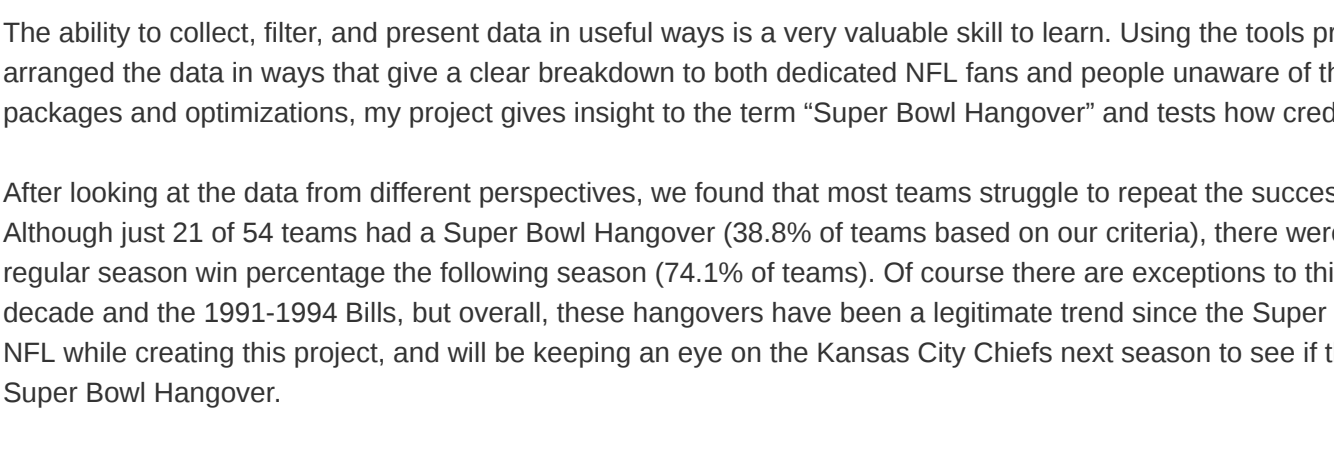 The ability to collect, filter, and present data in useful ways is a very valuable skill to learn. Using the tools
arranged the data in ways that give a clear breakdown to both dedicated NFL fans and people unaware of
packages and optimizations, my project gives insight to the term “Super Bowl Hangover” and tests how
After looking at the data from different perspectives, we found that most teams struggle to repeat the
Although just 21 of 54 teams had a Super Bowl Hangover (38.8% of teams based on our criteria), there
regular season win percentage the following season (74.1% of teams). Of course there are exceptions to
decade and the 1991-1994 Bills, but overall, these hangovers have been a legitimate trend since the Super
NFL while creating this project, and will be keeping an eye on the Kansas City Chiefs next season to see if
Super Bowl Hangover.